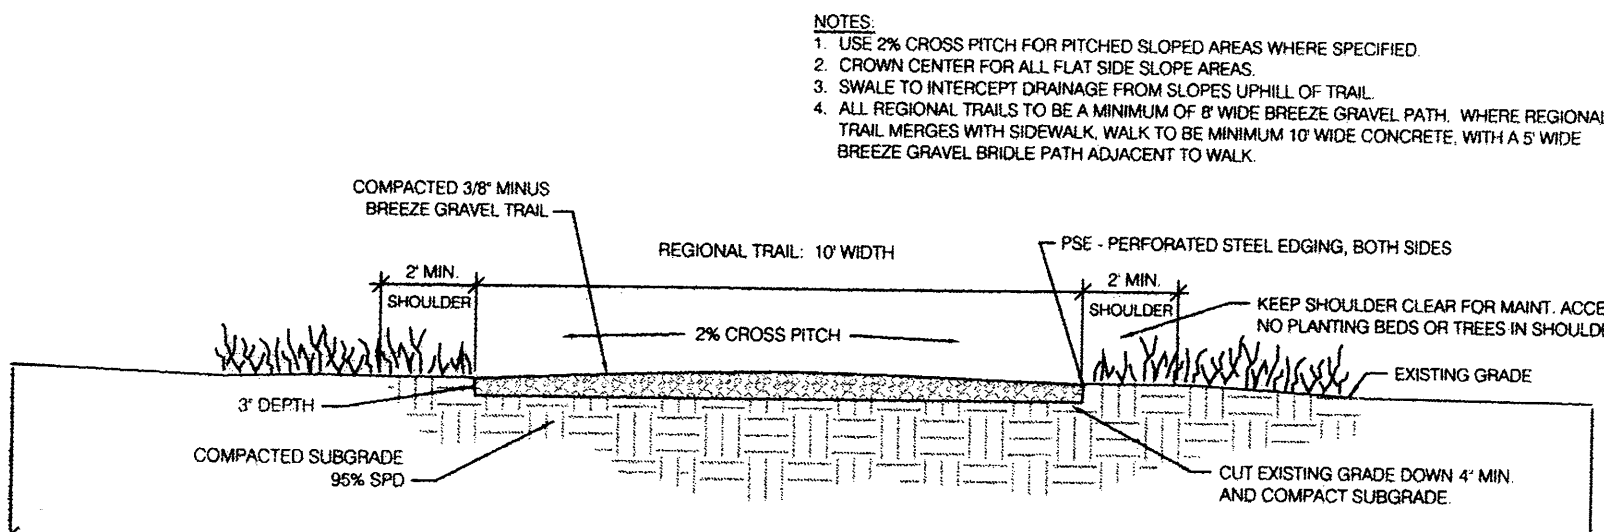 NOTES:
1. USE 2% CROSS PITCH FOR PITCHED SLOPED AREAS WHERE SPECIFIED.
2. CROWN CENTER FOR ALL FLAT SIDE SLOPE AREAS.
3. SWALE TO INTERCEPT DRAINAGE FROM SLOPES UPHILL OF TRAIL.
4. ALL REGIONAL TRAILS TO BE A MINIMUM OF 8' WIDE BREEZE GRAVEL PATH. WHERE REGIONAL
TRAIL MERGES WITH SIDEWALK, WALK TO BE MINIMUM 10' WIDE CONCRETE, WITH A 5' WIDE
BREEZE GRAVEL BRIDLE PATH ADJACENT TO WALK.
COMPACTED 3/8" MINUS
BREEZE GRAVEL TRAIL
REGIONAL TRAIL: 10' WIDTH
PSE - PERFORATED STEEL EDGING, BOTH SIDES
2' MIN.
SHOULDER
2' MIN.
SHOULDER
KEEP SHOULDER CLEAR FOR MAINT. ACCE
NO PLANTING BEDS OR TREES IN SHOULDE
2% CROSS PITCH
EXISTING GRADE
3" DEPTH
COMPACTED SUBGRADE
95% SPD
CUT EXISTING GRADE DOWN 4" MIN.
AND COMPACT SUBGRADE.